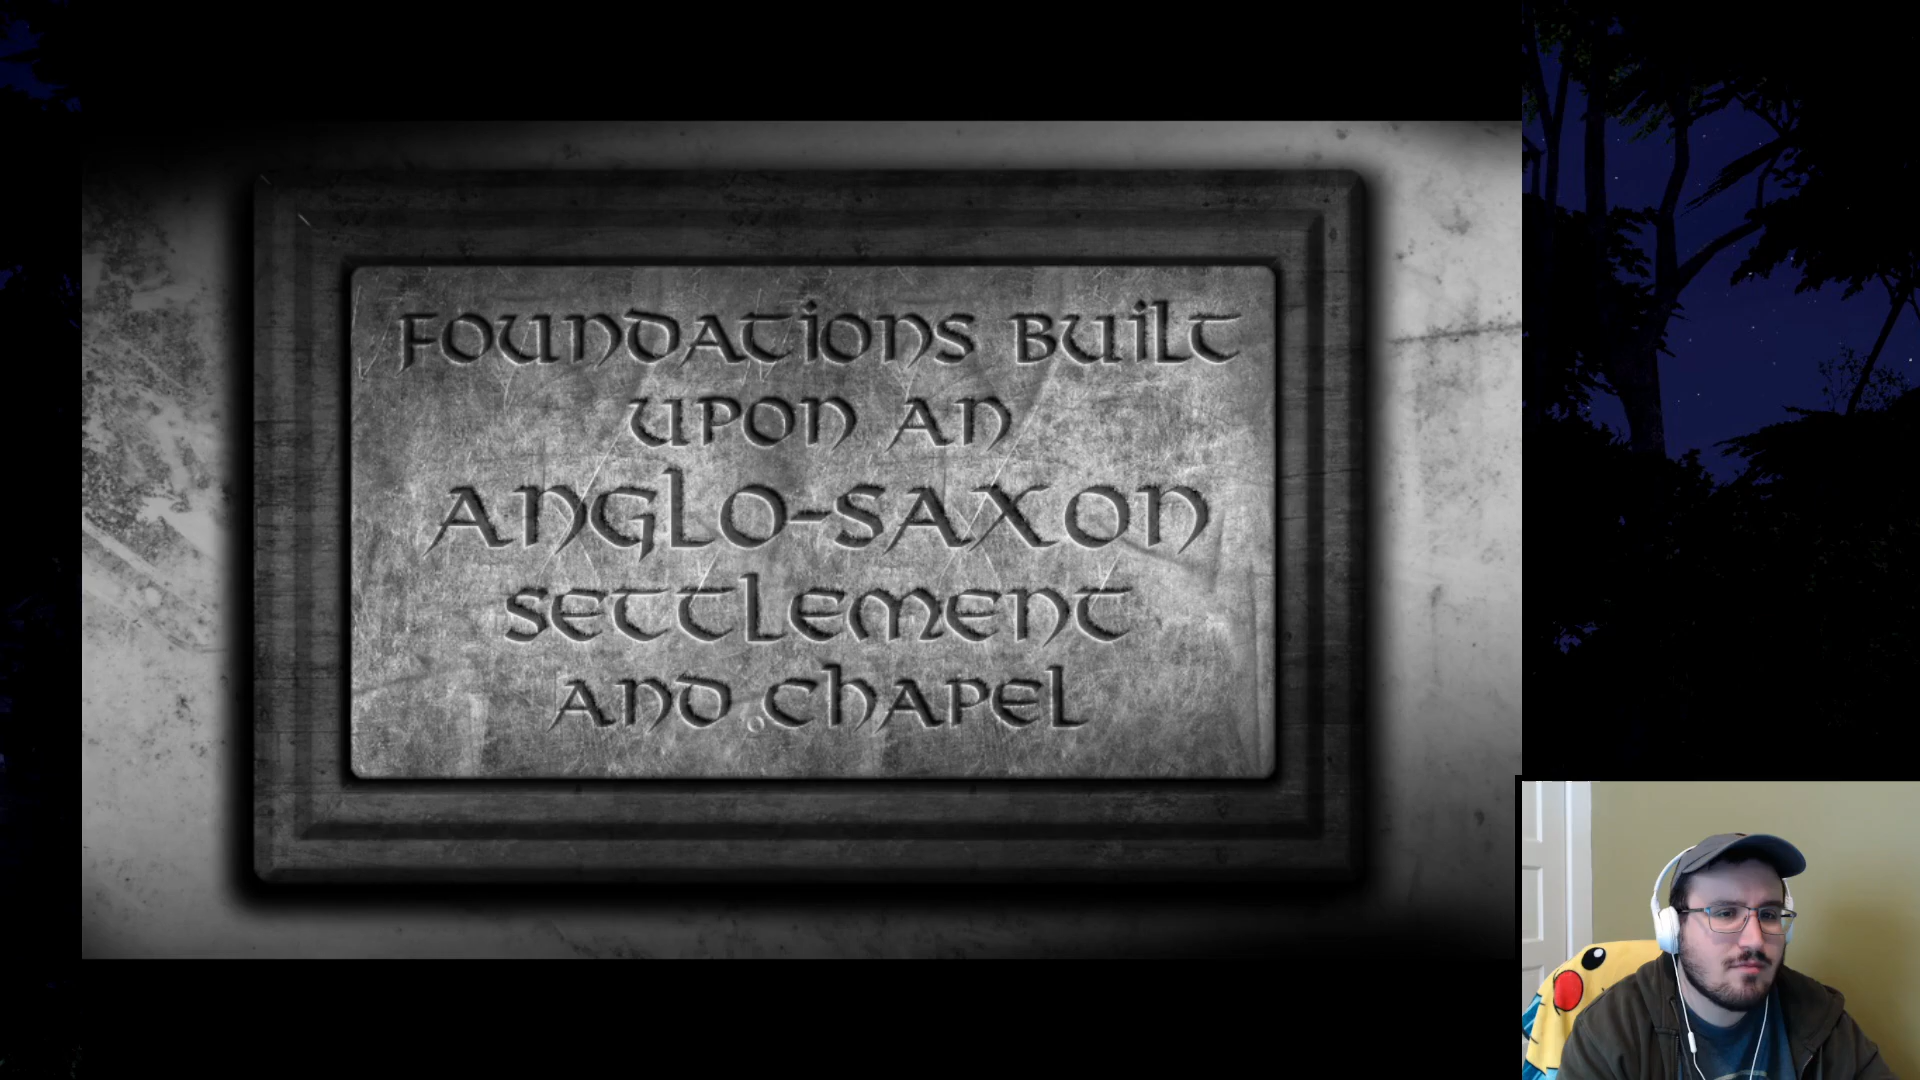 Foundations Built
upon an
Anglo-Saxon
Settlement
and Chapel